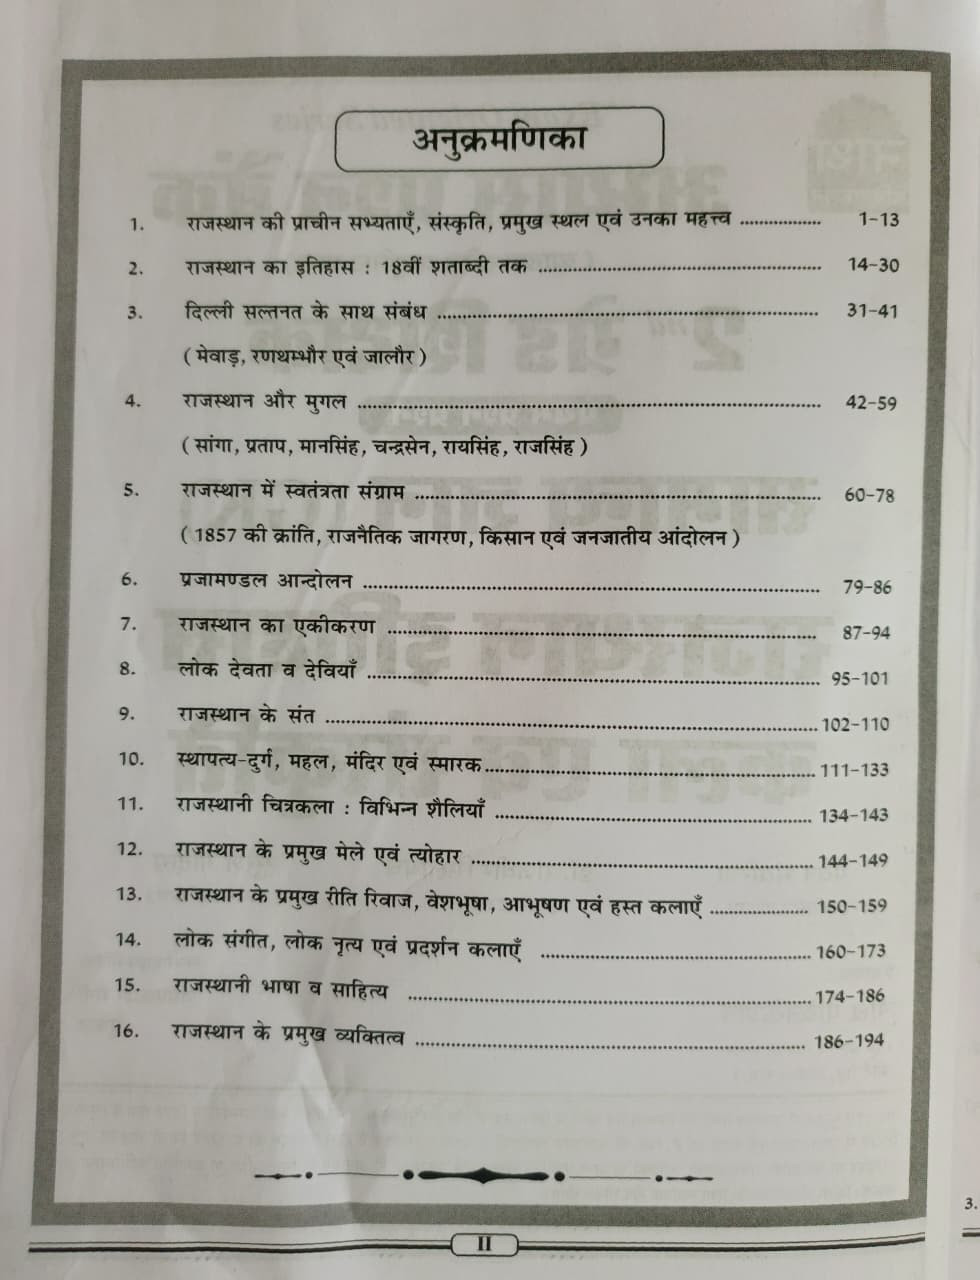 अनुक्रमणिका
1. राजस्थान की प्राचीन सभ्यताएँ, संस्कृति, प्रमुख स्थल एवं उनका महत्त्व ................ 1-13
2. राजस्थान का इतिहास : 18वीं शताब्दी तक ................ 14-30
3. दिल्ली सल्तनत के साथ संबंध ................ 31-41
( मेवाड़, रणथम्भौर एवं जालौर )
4. राजस्थान और मुगल ................ 42-59
( सांगा, प्रताप, मानसिंह, चन्द्रसेन, रायसिंह, राजसिंह )
5. राजस्थान में स्वतंत्रता संग्राम ................ 60-78
( 1857 की क्रांति, राजनैतिक जागरण, किसान एवं जनजातीय आंदोलन )
6. प्रजामण्डल आन्दोलन ................ 79-86
7. राजस्थान का एकीकरण ................ 87-94
8. लोक देवता व देवियाँ ................ 95-101
9. राजस्थान के संत ................ 102-110
10. स्थापत्य-दुर्ग, महल, मंदिर एवं स्मारक ................ 111-133
11. राजस्थानी चित्रकला : विभिन्न शैलियाँ ................ 134-143
12. राजस्थान के प्रमुख मेले एवं त्योहार ................ 144-149
13. राजस्थान के प्रमुख रीति रिवाज, वेशभूषा, आभूषण एवं हस्त कलाएँ ................ 150-159
14. लोक संगीत, लोक नृत्य एवं प्रदर्शन कलाएँ ................ 160-173
15. राजस्थानी भाषा व साहित्य ................ 174-186
16. राजस्थान के प्रमुख व्यक्तित्व ................ 186-194
3.
II